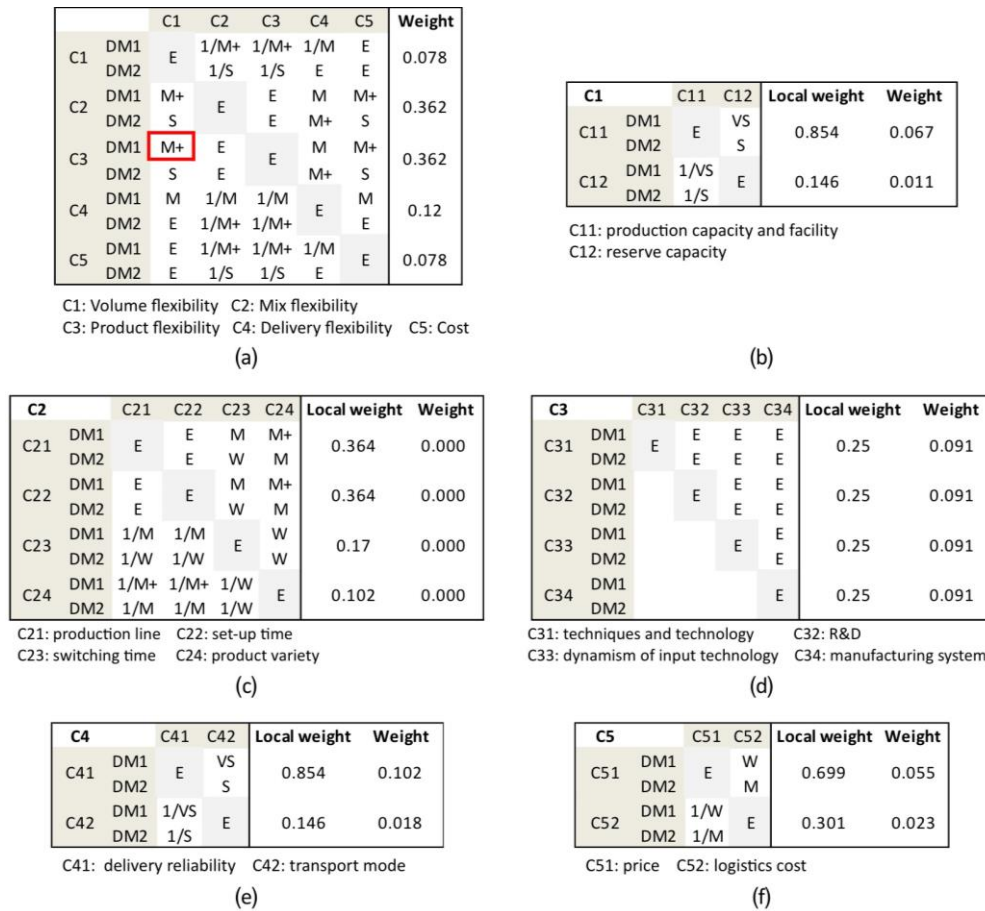 C1 C2 C3 C4 C5 Weight
C1 DM1 E 1/M+ 1/M+ 1/M E 0.078
DM2 1/S 1/S E E
C2 DM1 M+ E E M M+ 0.362
DM2 S E M+ S
C3 DM1 M+ E E M M+ 0.362
DM2 S E M+ S
C4 DM1 M 1/M 1/M E M 0.12
DM2 E 1/M+ 1/M+ E
C5 DM1 E 1/M+ 1/M+ 1/M E 0.078
DM2 E 1/S 1/S E
C1: Volume flexibility C2: Mix flexibility
C3: Product flexibility C4: Delivery flexibility C5: Cost
(a)
C1 C11 C12 Local weight Weight
C11 DM1 E VS 0.854 0.067
DM2 S
C12 DM1 1/VS E 0.146 0.011
DM2 1/S
C11: production capacity and facility
C12: reserve capacity
(b)
C2 C21 C22 C23 C24 Local weight Weight
C21 DM1 E E M M+ 0.364 0.000
DM2 E W M
C22 DM1 E E M M+ 0.364 0.000
DM2 E W M
C23 DM1 1/M 1/M E W 0.17 0.000
DM2 1/W 1/W W
C24 DM1 1/M+ 1/M+ 1/W E 0.102 0.000
DM2 1/M 1/M 1/W
C21: production line C22: set-up time
C23: switching time C24: product variety
(c)
C3 C31 C32 C33 C34 Local weight Weight
C31 DM1 E E E E 0.25 0.091
DM2 E E E
C32 DM1 E E E 0.25 0.091
DM2 E E
C33 DM1 E E 0.25 0.091
DM2 E
C34 DM1 E 0.25 0.091
DM2
C31: techniques and technology C32: R&D
C33: dynamism of input technology C34: manufacturing system
(d)
C4 C41 C42 Local weight Weight
C41 DM1 E VS 0.854 0.102
DM2 S
C42 DM1 1/VS E 0.146 0.018
DM2 1/S
C41: delivery reliability C42: transport mode
(e)
C5 C51 C52 Local weight Weight
C51 DM1 E W 0.699 0.055
DM2 M
C52 DM1 1/W E 0.301 0.023
DM2 1/M
C51: price C52: logistics cost
(f)